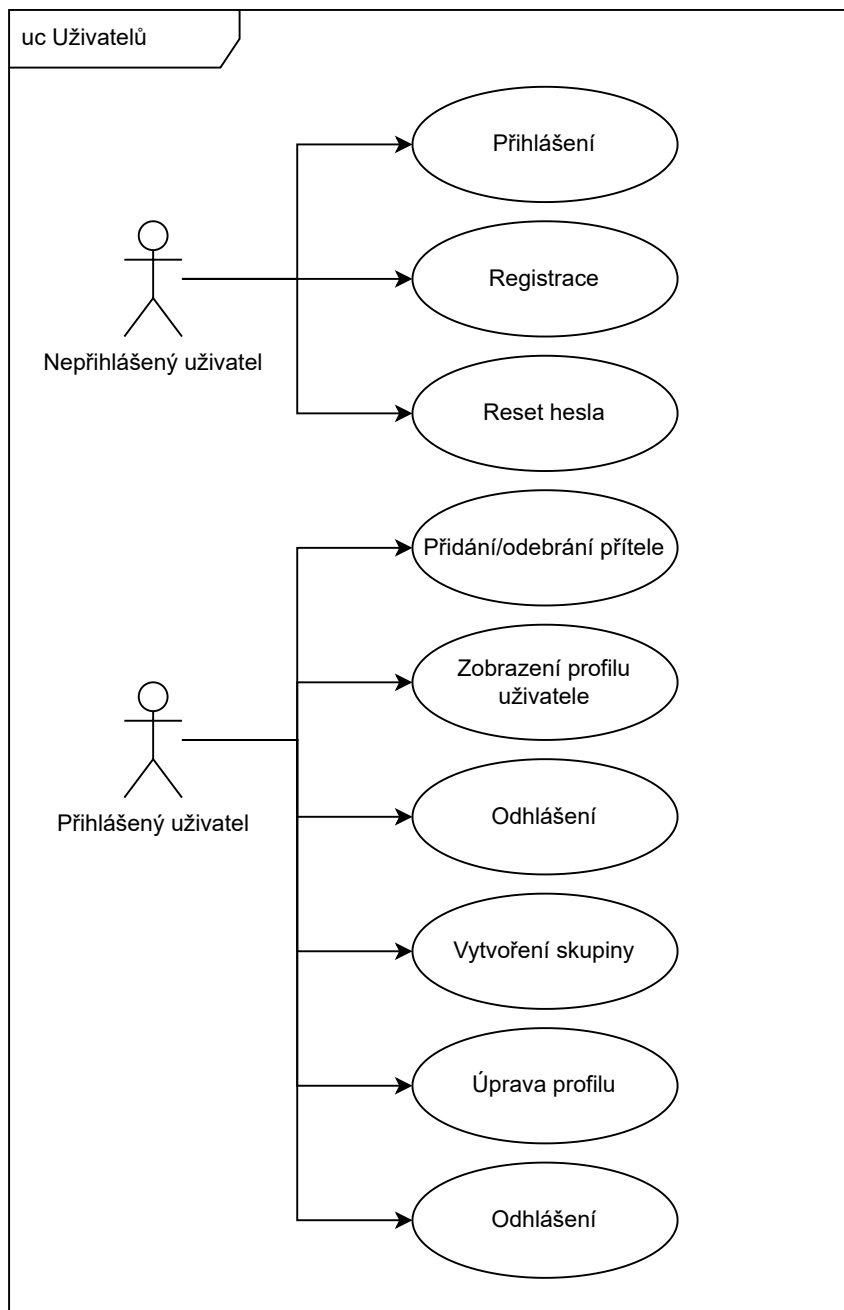 uc Uživatelů
Přihlášení
Registrace
Nepřihlášený uživatel
Reset hesla
Přidání/odebrání přítele
Zobrazení profilu
uživatele
Přihlášený uživatel
Odhlášení
Vytvoření skupiny
Úprava profilu
Odhlášení